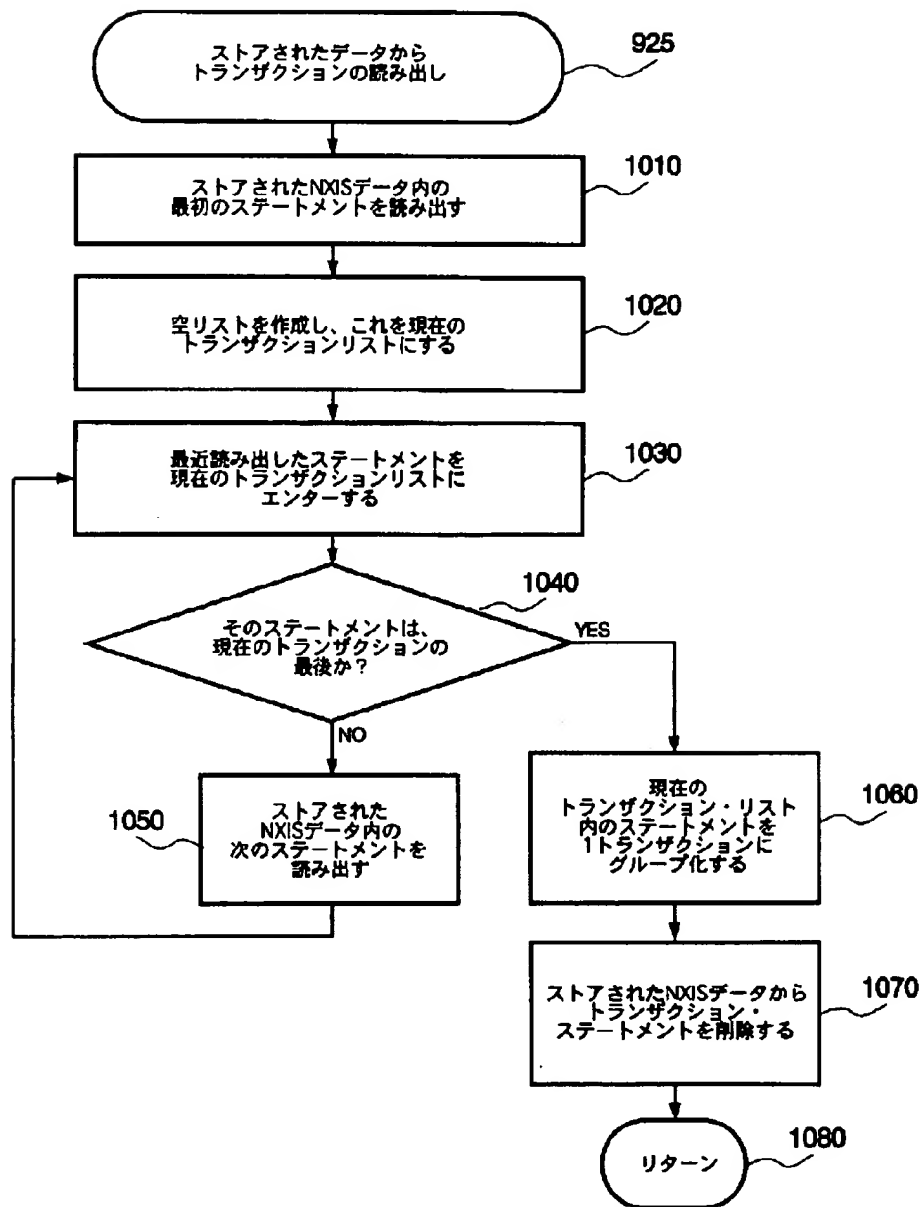 ストアされたデータから
トランザクションの読み出し
925
ストアされたNXISデータ内の
最初のステートメントを読み出す
1010
空リストを作成し、これを現在の
トランザクションリストにする
1020
最近読み出したステートメントを
現在のトランザクションリストに
エンターする
1030
そのステートメントは、
現在のトランザクションの
最後か？
1040
YES
NO
ストアされた
NXISデータ内の
次のステートメントを
読み出す
1050
現在の
トランザクション・リスト
内のステートメントを
1トランザクションに
グループ化する
1060
ストアされたNXISデータから
トランザクション・
ステートメントを削除する
1070
リターン
1080